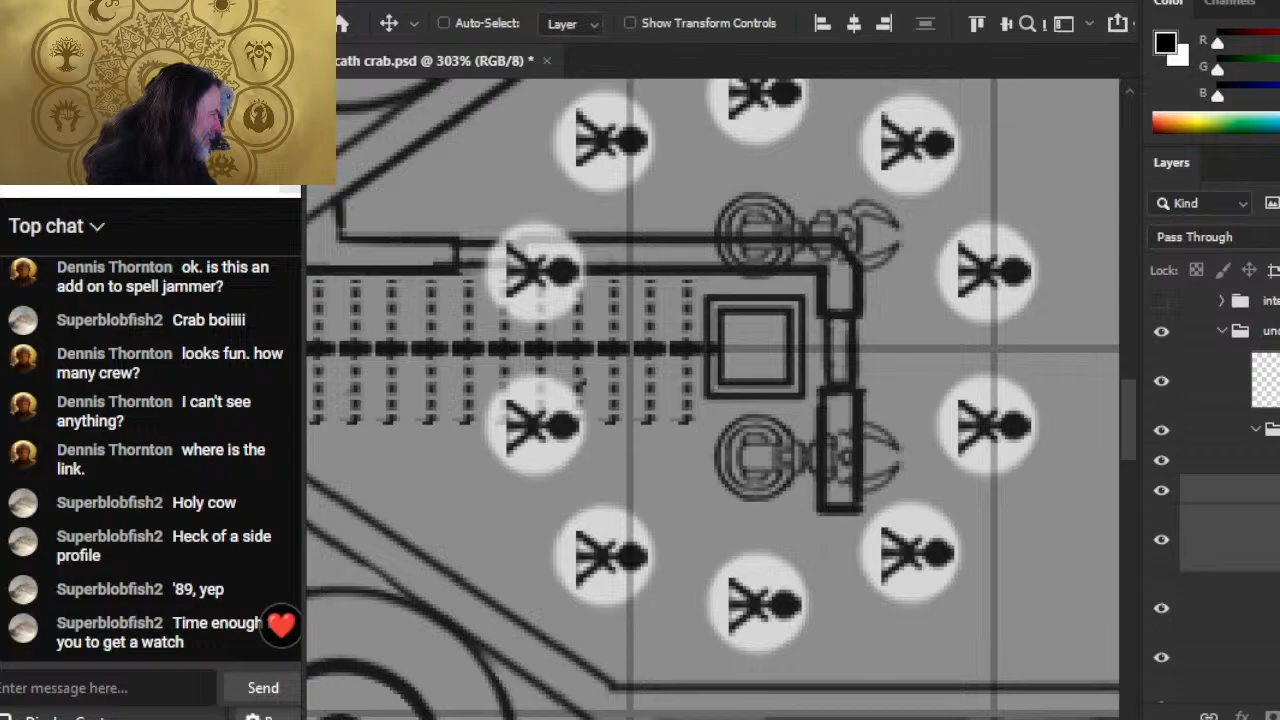 Auto-Select:
Layer
Show Transform Controls
cath crab.psd @ 303% (RGB/8) *
Color
Channels
R
G
B
Layers
Kind
Pass Through
Lock:
Top chat
Dennis Thornton ok. is this an
add on to spell jammer?
Superblobfish2 Crab boiiiii
Dennis Thornton looks fun. how
many crew?
Dennis Thornton I can't see
anything?
Dennis Thornton where is the
link.
Superblobfish2 Holy cow
Superblobfish2 Heck of a side
profile
Superblobfish2 '89, yep
Superblobfish2 Time enough
you to get a watch
Enter message here...
Send